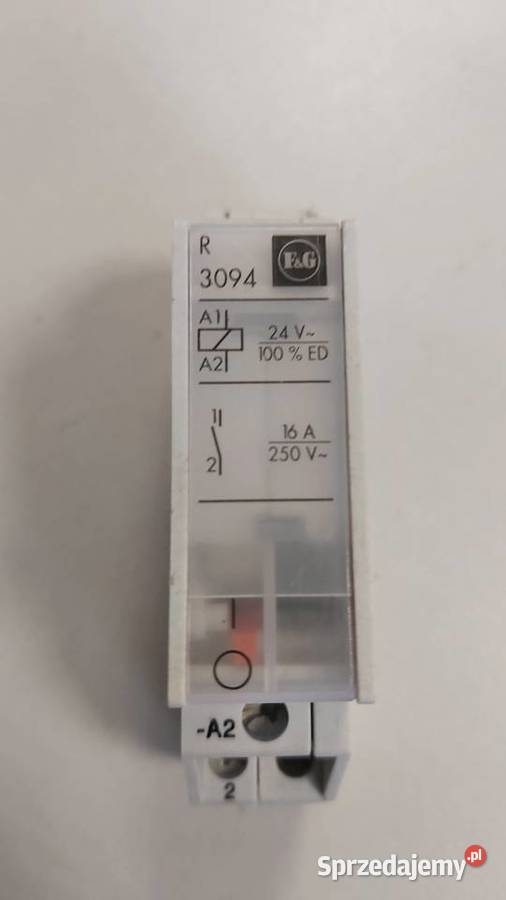 R
3094
F&G
A1
24 V~
100 % ED
A2
1
16 A
250 V~
2
I
O
-A2
2
Sprzedajemy.pl